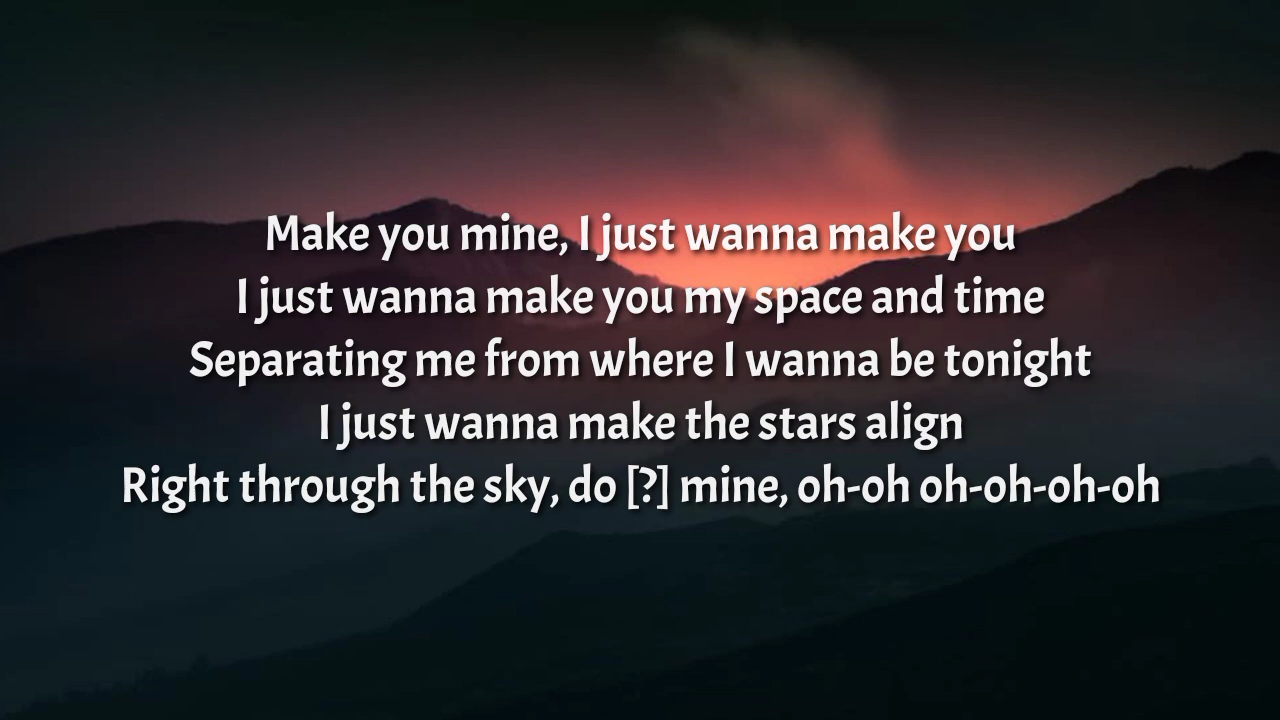 Make you mine, I just wanna make you
I just wanna make you my space and time
Separating me from where I wanna be tonight
I just wanna make the stars align
Right through the sky, do [?] mine, oh-oh oh-oh-oh-oh